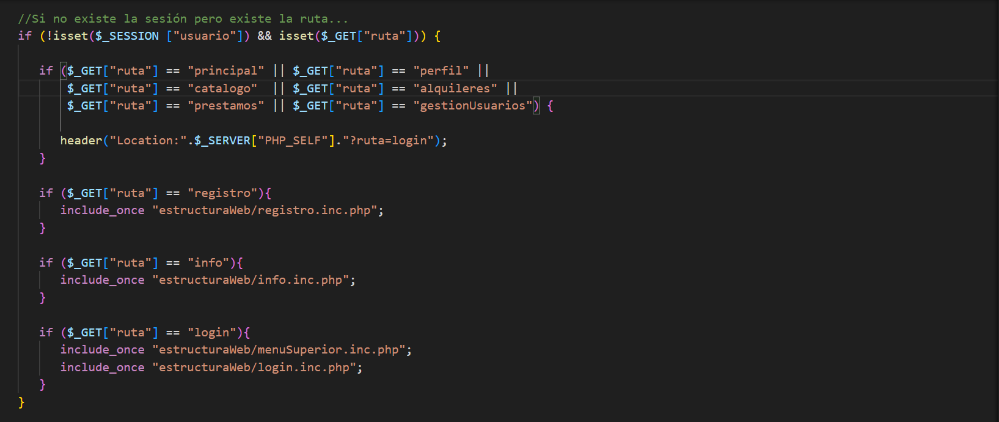 //Si no existe la sesión pero existe la ruta...
if (!isset($_SESSION ["usuario"]) && isset($_GET["ruta"])) {
if ($_GET["ruta"] == "principal" || $_GET["ruta"] == "perfil" ||
$_GET["ruta"] == "catalogo"  || $_GET["ruta"] == "alquileres" ||
$_GET["ruta"] == "prestamos" || $_GET["ruta"] == "gestionUsuarios") {
header("Location:".$_SERVER["PHP_SELF"]."?ruta=login");
}
if ($_GET["ruta"] == "registro"){
include_once "estructuraWeb/registro.inc.php";
}
if ($_GET["ruta"] == "info"){
include_once "estructuraWeb/info.inc.php";
}
if ($_GET["ruta"] == "login"){
include_once "estructuraWeb/menuSuperior.inc.php";
include_once "estructuraWeb/login.inc.php";
}
}